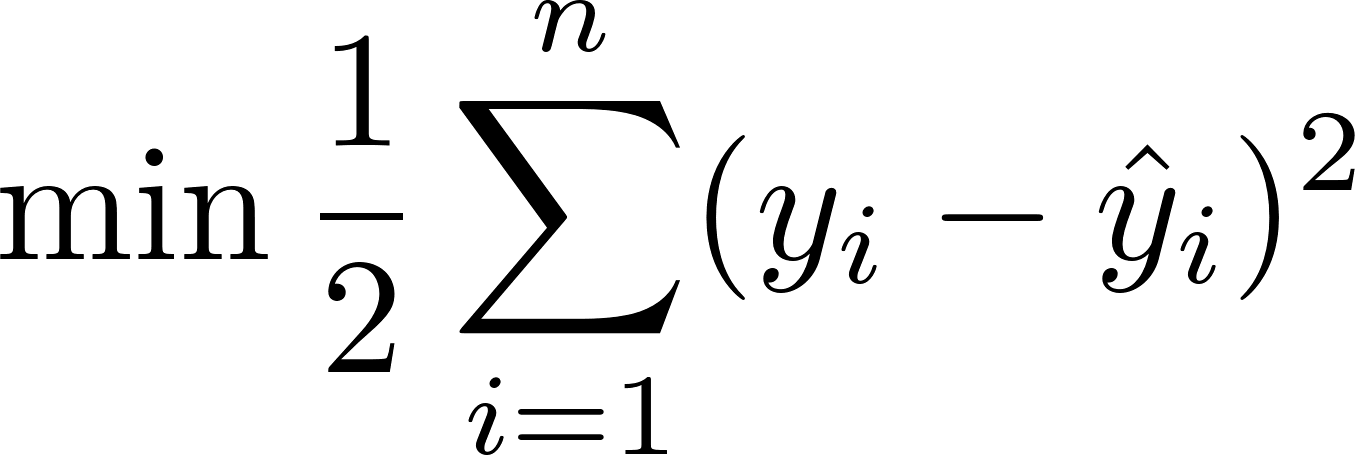 min 1/2 ∑_{i=1}^{n} (y_i − ŷ_i)^2